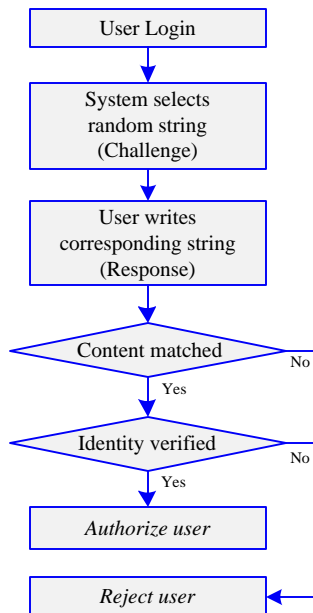 User Login
System selects
random string
(Challenge)
User writes
corresponding string
(Response)
Content matched
No
Yes
Identity verified
No
Yes
Authorize user
Reject user